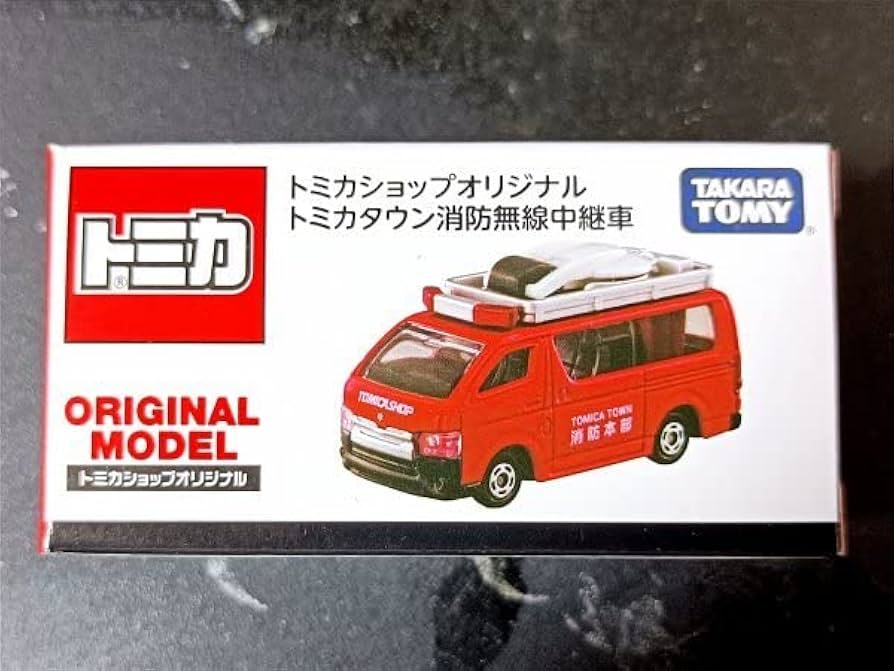 トミカ
®
トミカショップオリジナル
トミカタウン消防無線中継車
TAKARA
TOMY
®
ORIGINAL
MODEL
トミカショップオリジナル
TOMICASHOP
TOMICA TOWN
消防本部